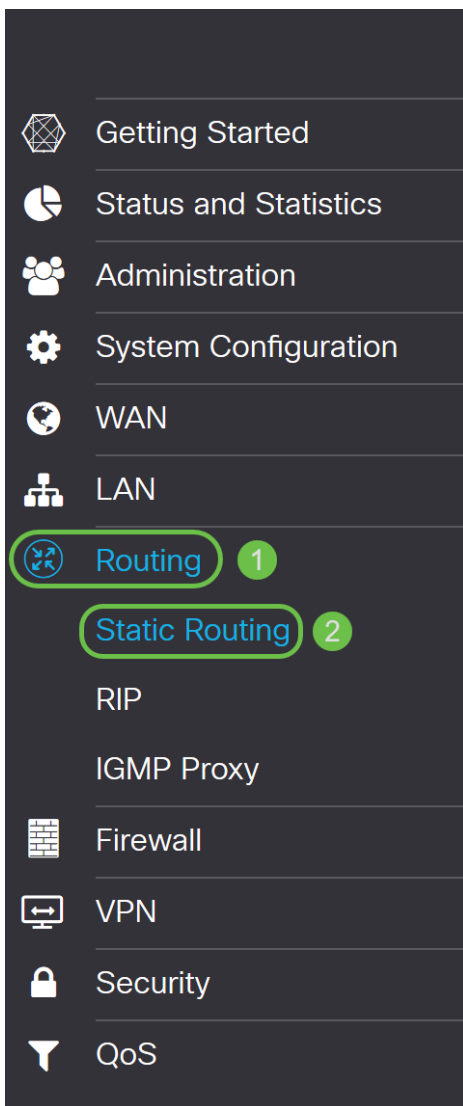 Getting Started
Status and Statistics
Administration
System Configuration
WAN
LAN
Routing 1
Static Routing 2
RIP
IGMP Proxy
Firewall
VPN
Security
QoS